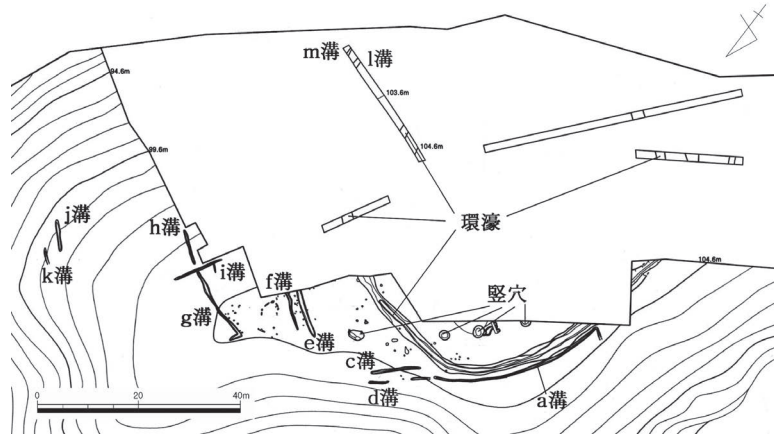 m溝
l溝
94.6m
103.6m
104.6m
99.6m
j溝
h溝
環濠
k溝
i溝
f溝
竪穴
104.6m
g溝
e溝
c溝
d溝
a溝
0
20
40m